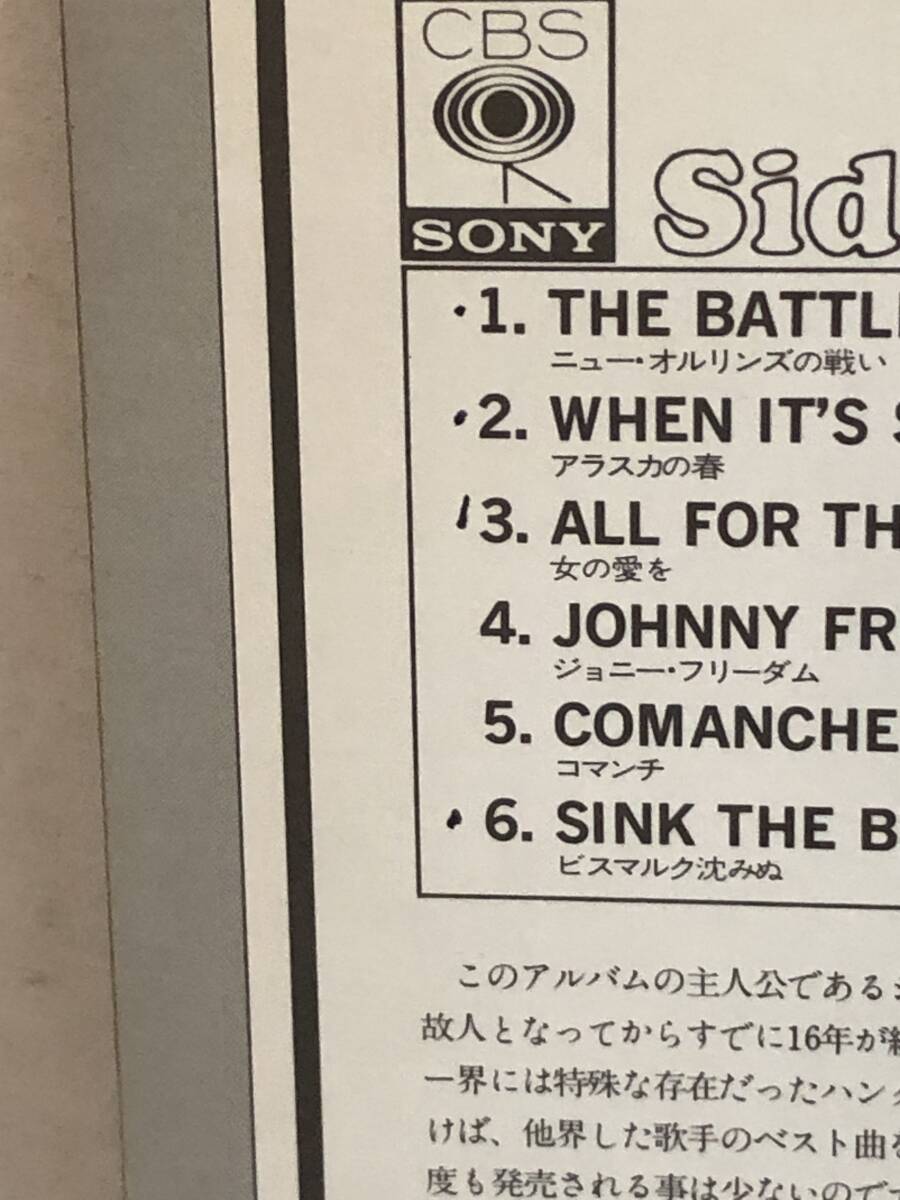 CBS
SONY
Sid
1. THE BATTL
ニュー・オルリンズの戦い
2. WHEN IT'S S
アラスカの春
3. ALL FOR TH
女の愛を
4. JOHNNY FR
ジョニー・フリーダム
5. COMANCHE
コマンチ
6. SINK THE B
ビスマルク沈みぬ
このアルバムの主人公である
故人となってからすでに16年が経
一界には特殊な存在だったハンク
けば、他界した歌手のベスト曲を
度も発売される事は少ないのです